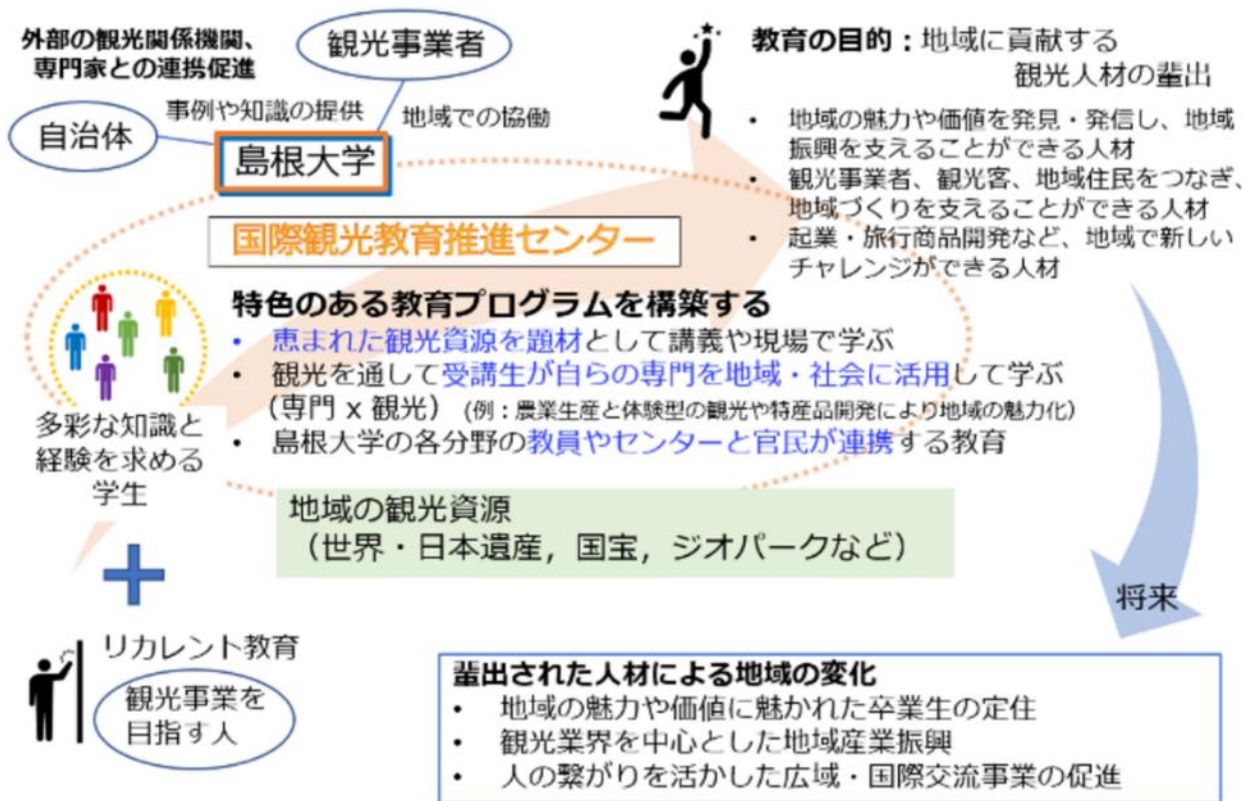 外部の観光関係機関、
専門家との連携促進
観光事業者
自治体
事例や知識の提供
地域での協働
島根大学
国際観光教育推進センター
教育の目的：地域に貢献する
観光人材の輩出
• 地域の魅力や価値を発見・発信し、地域
振興を支えることができる人材
• 観光事業者、観光客、地域住民をつなぎ、
地域づくりを支えることができる人材
• 起業・旅行商品開発など、地域で新しい
チャレンジができる人材
特色のある教育プログラムを構築する
• 恵まれた観光資源を題材として講義や現場で学ぶ
• 観光を通して受講生が自らの専門を地域・社会に活用して学ぶ
（専門 x 観光） (例：農業生産と体験型の観光や特産品開発により地域の魅力化)
• 島根大学の各分野の教員やセンターと官民が連携する教育
多彩な知識と
経験を求める
学生
地域の観光資源
（世界・日本遺産，国宝，ジオパークなど）
リカレント教育
観光事業を
目指す人
将来
輩出された人材による地域の変化
• 地域の魅力や価値に魅かれた卒業生の定住
• 観光業界を中心とした地域産業振興
• 人の繋がりを活かした広域・国際交流事業の促進